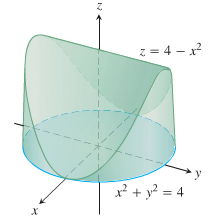 z
z = 4 − x²
y
x² + y² = 4
x